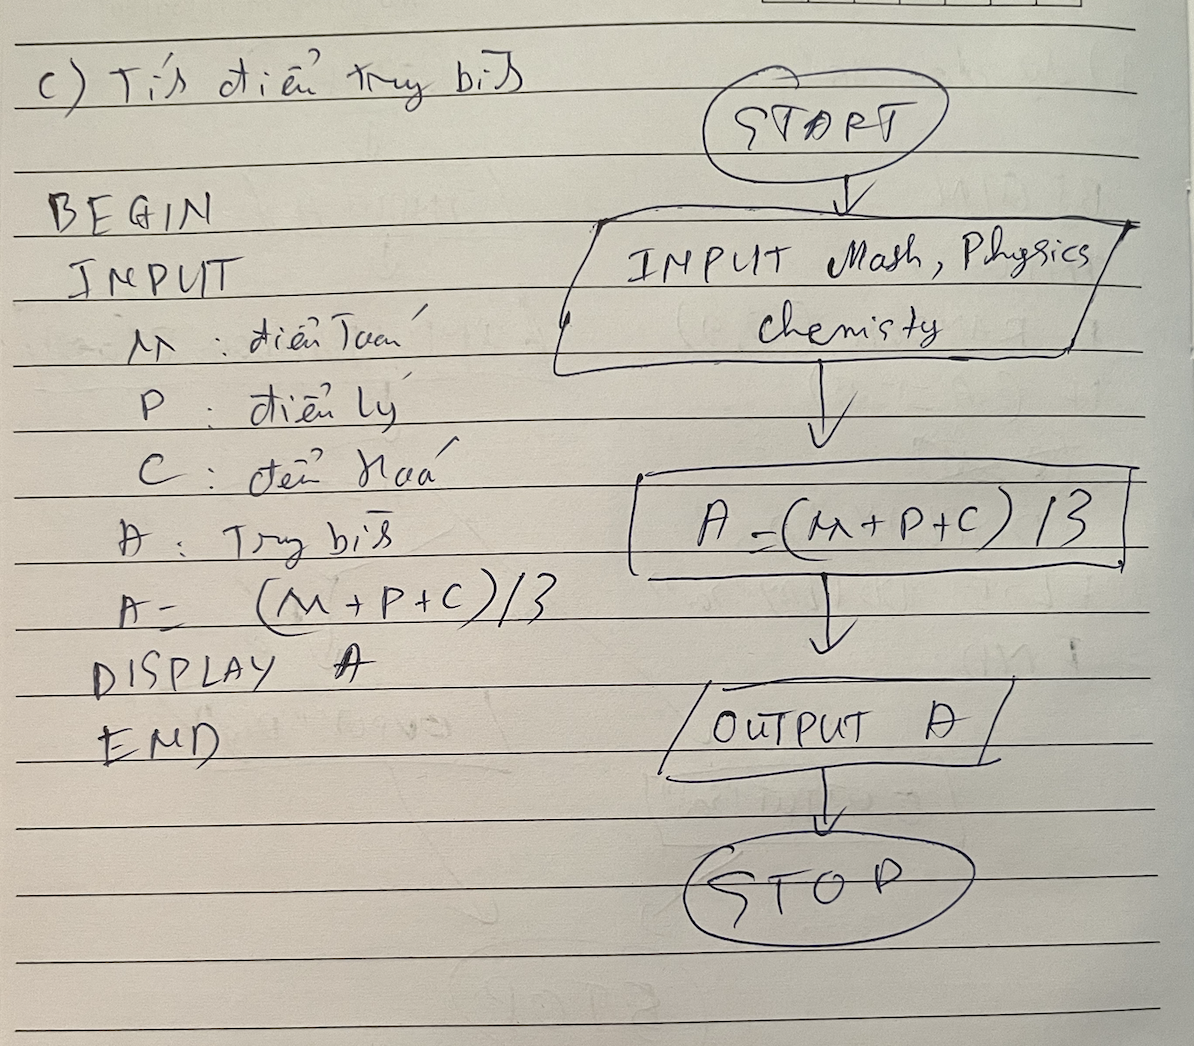 c) Tính điểm trung bình
BEGIN
INPUT
M : điểm Toán
P : điểm Lý
C : điểm Hoá
A : Trung bình
A = (M + P + C) / 3
DISPLAY A
END
START
INPUT Math, Physics
chemisty
A = (M + P + C) / 3
OUTPUT A
STOP